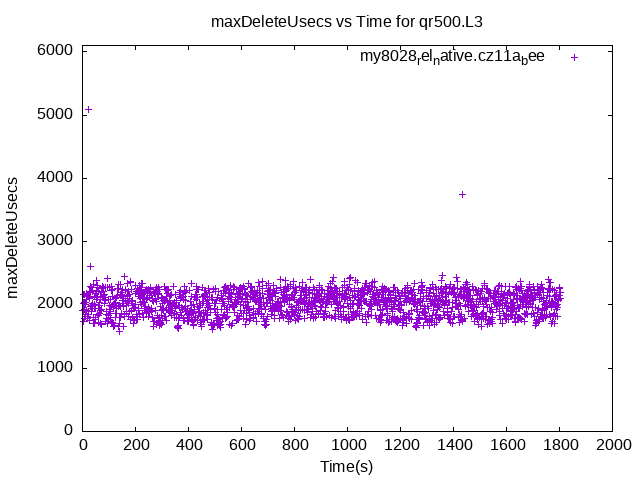 maxDeleteUsecs vs Time for qr500.L3
my8028relnative.cz11abee
6000
5000
4000
3000
2000
1000
0
maxDeleteUsecs
0 200 400 600 800 1000 1200 1400 1600 1800 2000
Time(s)